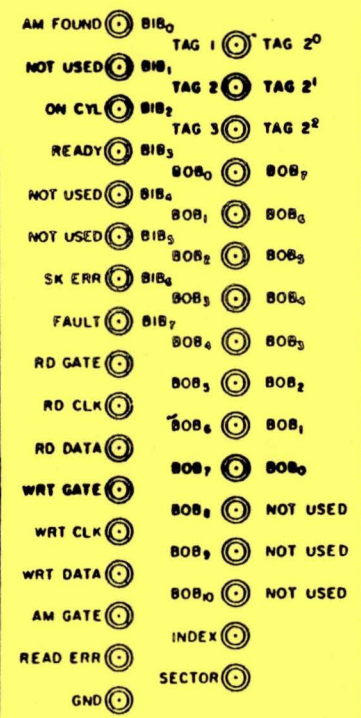 AM FOUND BIB0
NOT USED BIB1
ON CYL BIB2
READY BIB3
NOT USED BIB4
NOT USED BIB5
SK ERR BIB6
FAULT BIB7
RD GATE
RD CLK
RD DATA
WRT GATE
WRT CLK
WRT DATA
AM GATE
READ ERR
GND
TAG 1 TAG 2^0
TAG 2 TAG 2^1
TAG 3 TAG 2^2
BOB0 BOB7
BOB1 BOB6
BOB2 BOB5
BOB3 BOB4
BOB4 BOB3
BOB5 BOB2
BOB6 BOB1
BOB7 BOB0
BOB8 NOT USED
BOB9 NOT USED
BOB10 NOT USED
INDEX
SECTOR